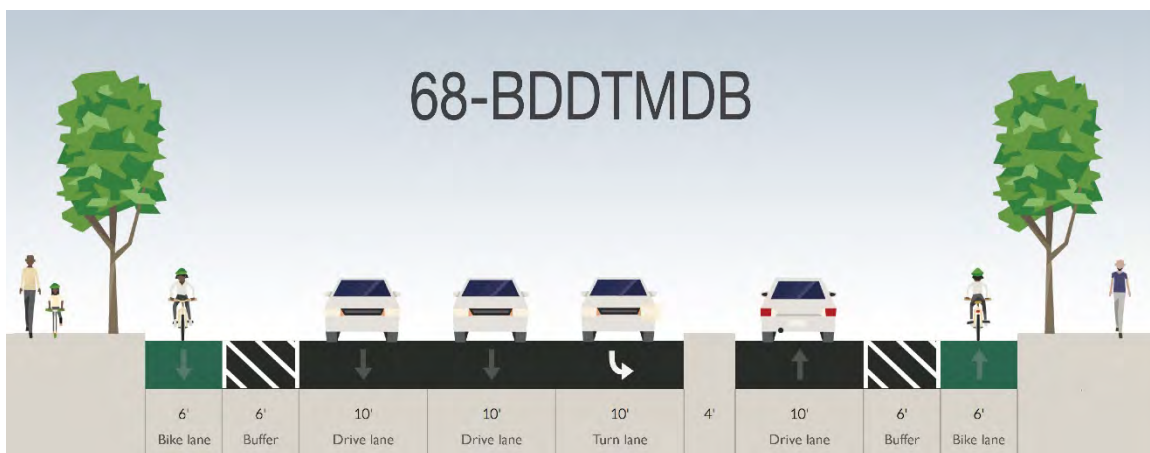 68-BDDTMDB
6' 6' 10' 10' 10' 4' 10' 6' 6'
Bike lane Buffer Drive lane Drive lane Turn lane Drive lane Buffer Bike lane